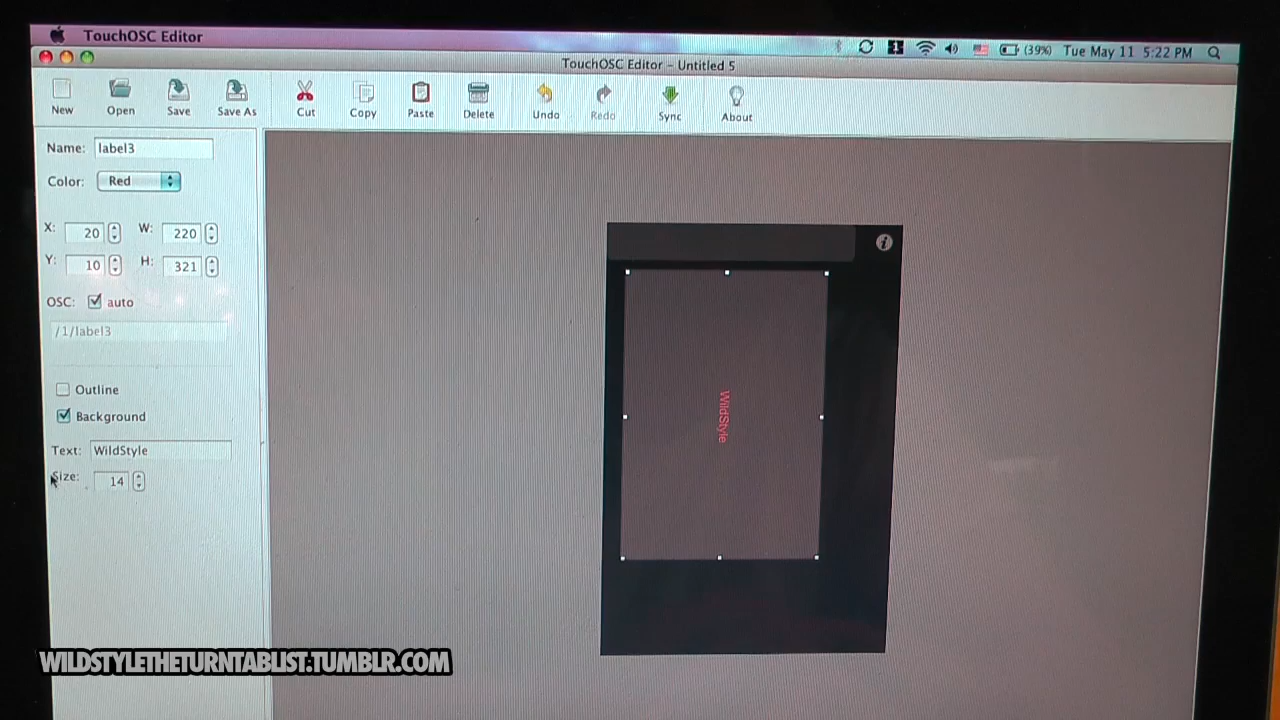 TouchOSC Editor
(39%) Tue May 11 5:22 PM
TouchOSC Editor - Untitled 5
New Open Save Save As Cut Copy Paste Delete Undo Redo Sync About
Name: label3
Color: Red
X: 20 W: 220
Y: 10 H: 321
OSC: auto
/1/label3
Outline
Background
Text: WildStyle
Size: 14
WildStyle
i
WILDSTYLETHETURNTABLIST.TUMBLR.COM